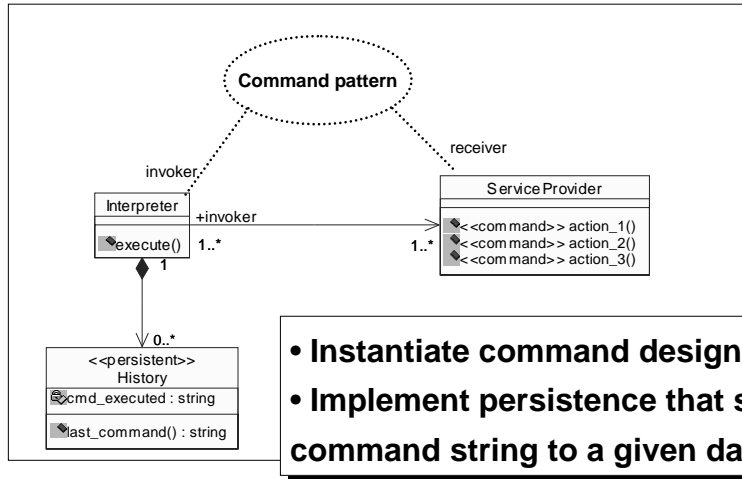 Command pattern
invoker
receiver
Interpreter
execute()
+invoker
1..*
1..*
ServiceProvider
<<command>> action_1()
<<command>> action_2()
<<command>> action_3()
1
0..*
<<persistent>>
History
cmd_executed : string
last_command() : string
• Instantiate command design
• Implement persistence that s
command string to a given da